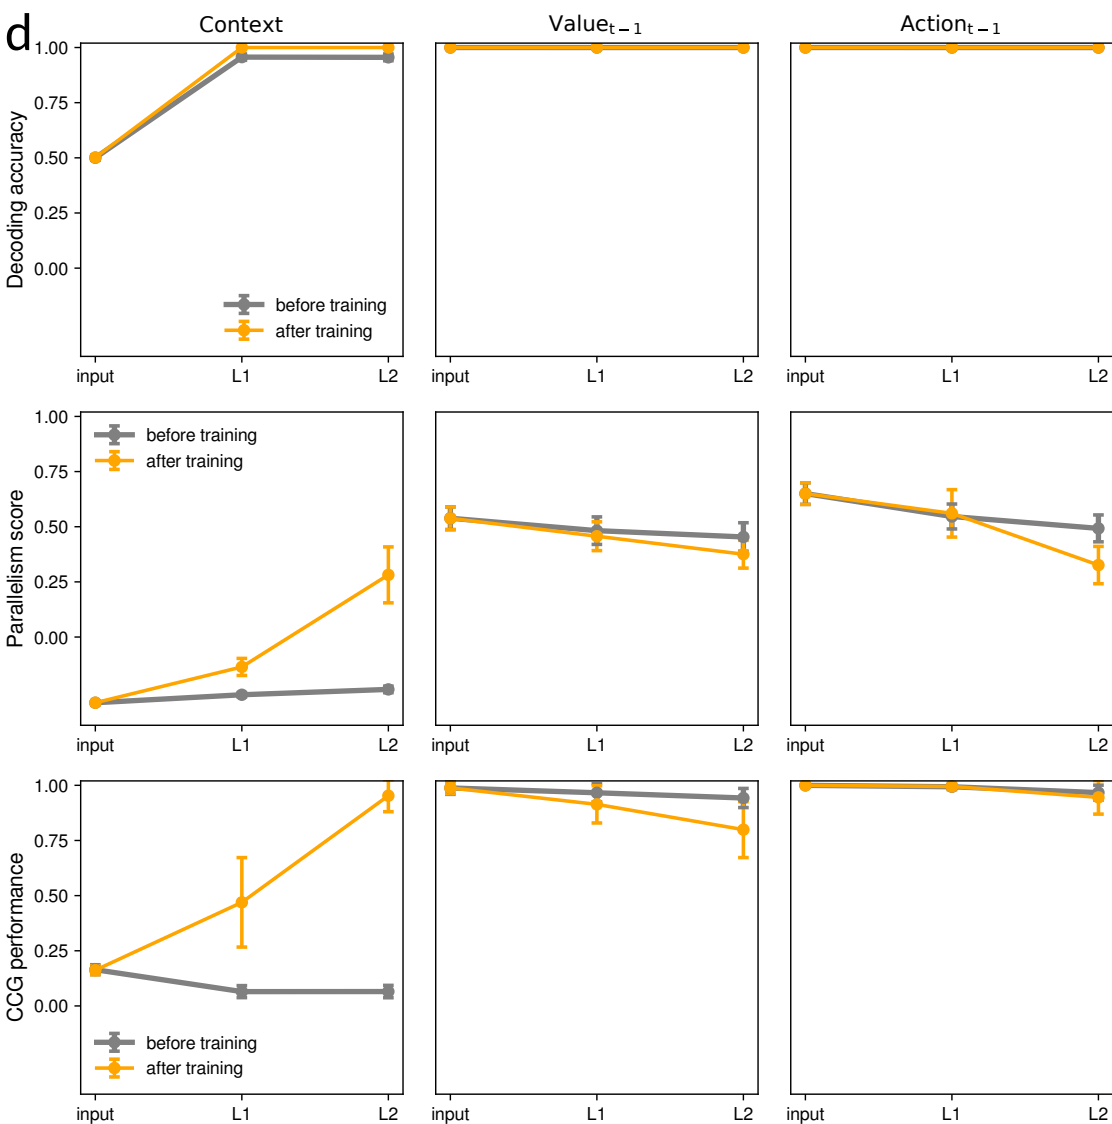 d
Context
Value t − 1
Action t − 1
Decoding accuracy
1.00
0.75
0.50
0.25
0.00
before training
after training
input L1 L2
input L1 L2
input L1 L2
Parallelism score
1.00
0.75
0.50
0.25
0.00
before training
after training
input L1 L2
input L1 L2
input L1 L2
CCG performance
1.00
0.75
0.50
0.25
0.00
before training
after training
input L1 L2
input L1 L2
input L1 L2